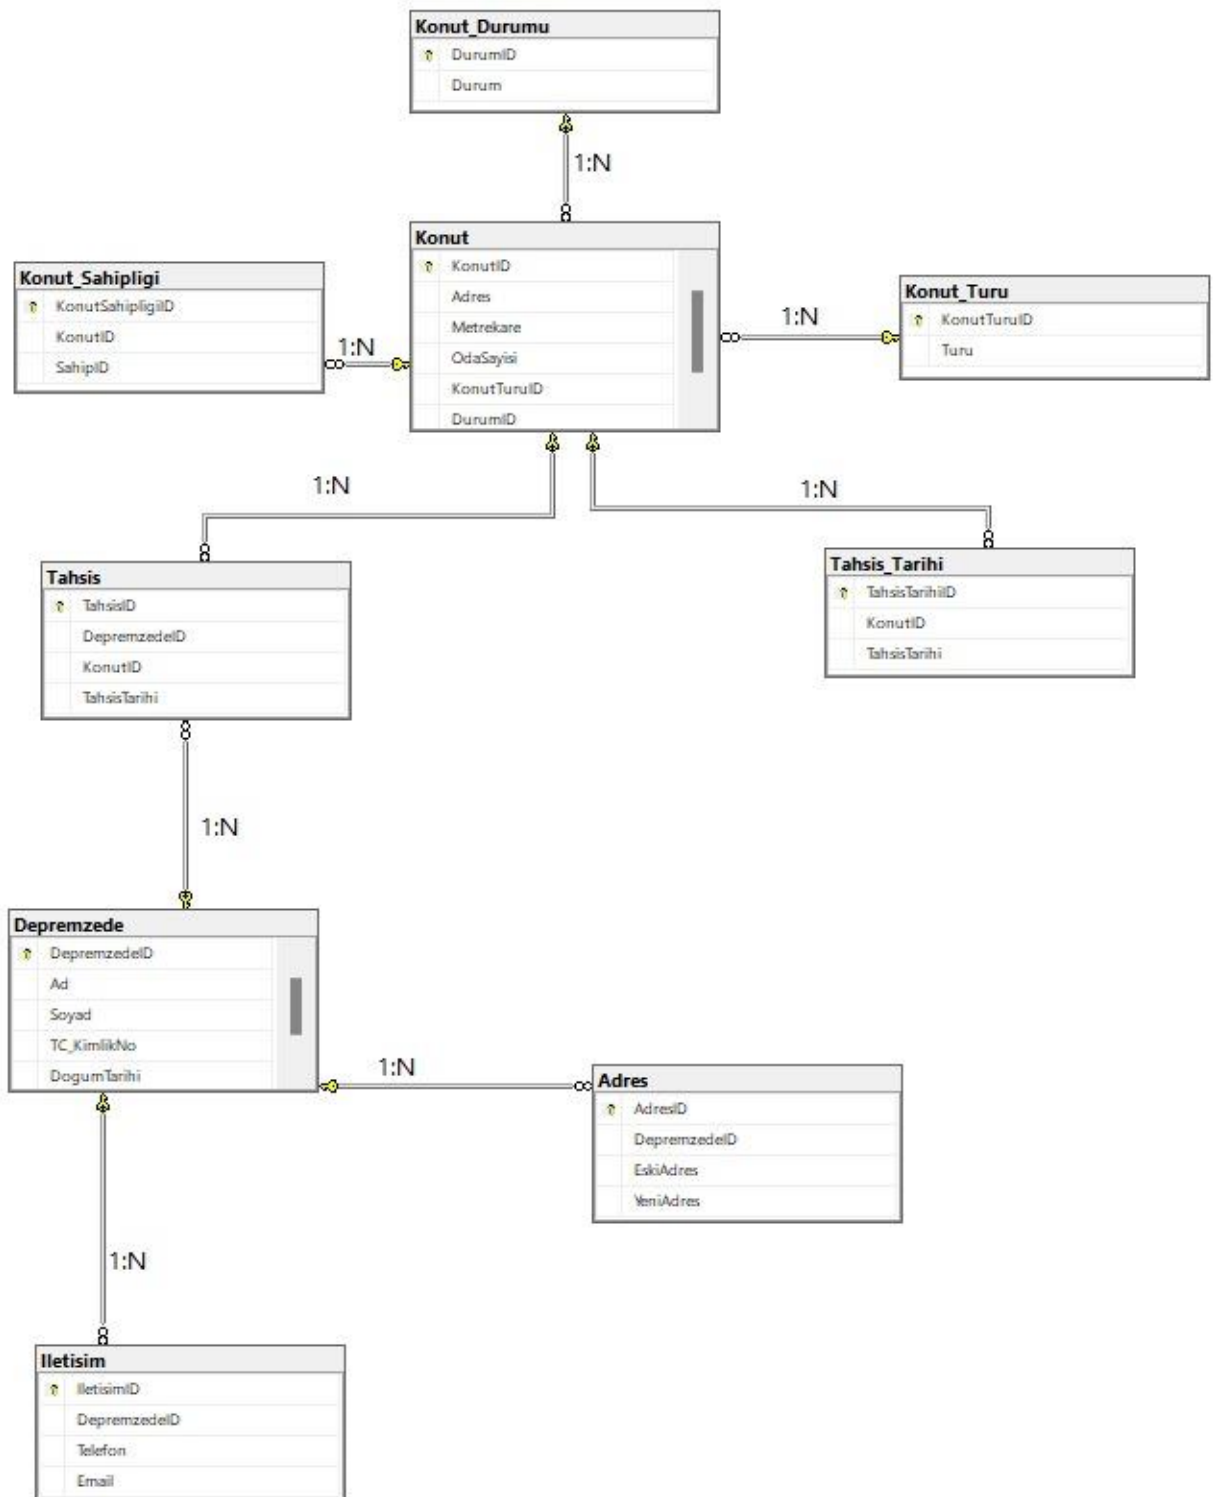 Konut_Durumu
DurumID
Durum
1:N
Konut
KonutID
Adres
Metrekare
OdaSayisi
KonutTuruID
DurumID
Konut_Sahipligi
KonutSahipligiID
KonutID
SahipID
1:N
Konut_Turu
KonutTuruID
Turu
1:N
1:N
1:N
Tahsis
TahsisID
DepremzedeID
KonutID
TahsisTarihi
Tahsis_Tarihi
TahsisTarihiID
KonutID
TahsisTarihi
1:N
Depremzede
DepremzedeID
Ad
Soyad
TC_KimlikNo
DogumTarihi
1:N
Adres
AdresID
DepremzedeID
EskiAdres
YeniAdres
1:N
Iletisim
IletisimID
DepremzedeID
Telefon
Email